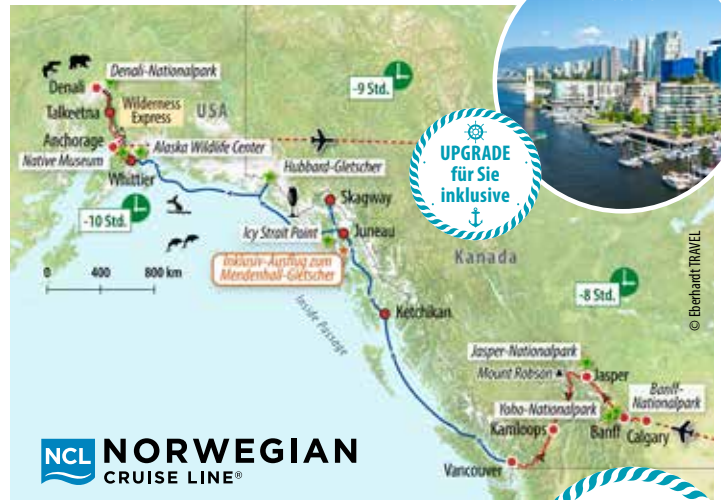 Denali-Nationalpark
Denali
Talkeetna
Wilderness
Express
USA
Anchorage
Alaska Wildlife Center
Native Museum
Whittier
-9 Std.
UPGRADE
für Sie
inklusive
Hubbard-Gletscher
Skagway
-10 Std.
Icy Strait Point
Juneau
Inklusiv-Ausflug zum
Mendenhall-Gletscher
0 400 800 km
Kanada
-8 Std.
© Eberhardt TRAVEL
Inside Passage
Ketchikan
Jasper-Nationalpark
Mount Robson
Jasper
Banff-
Nationalpark
Yoho-Nationalpark
Kamloops
Banff
Calgary
Vancouver
NCL NORWEGIAN
CRUISE LINE®